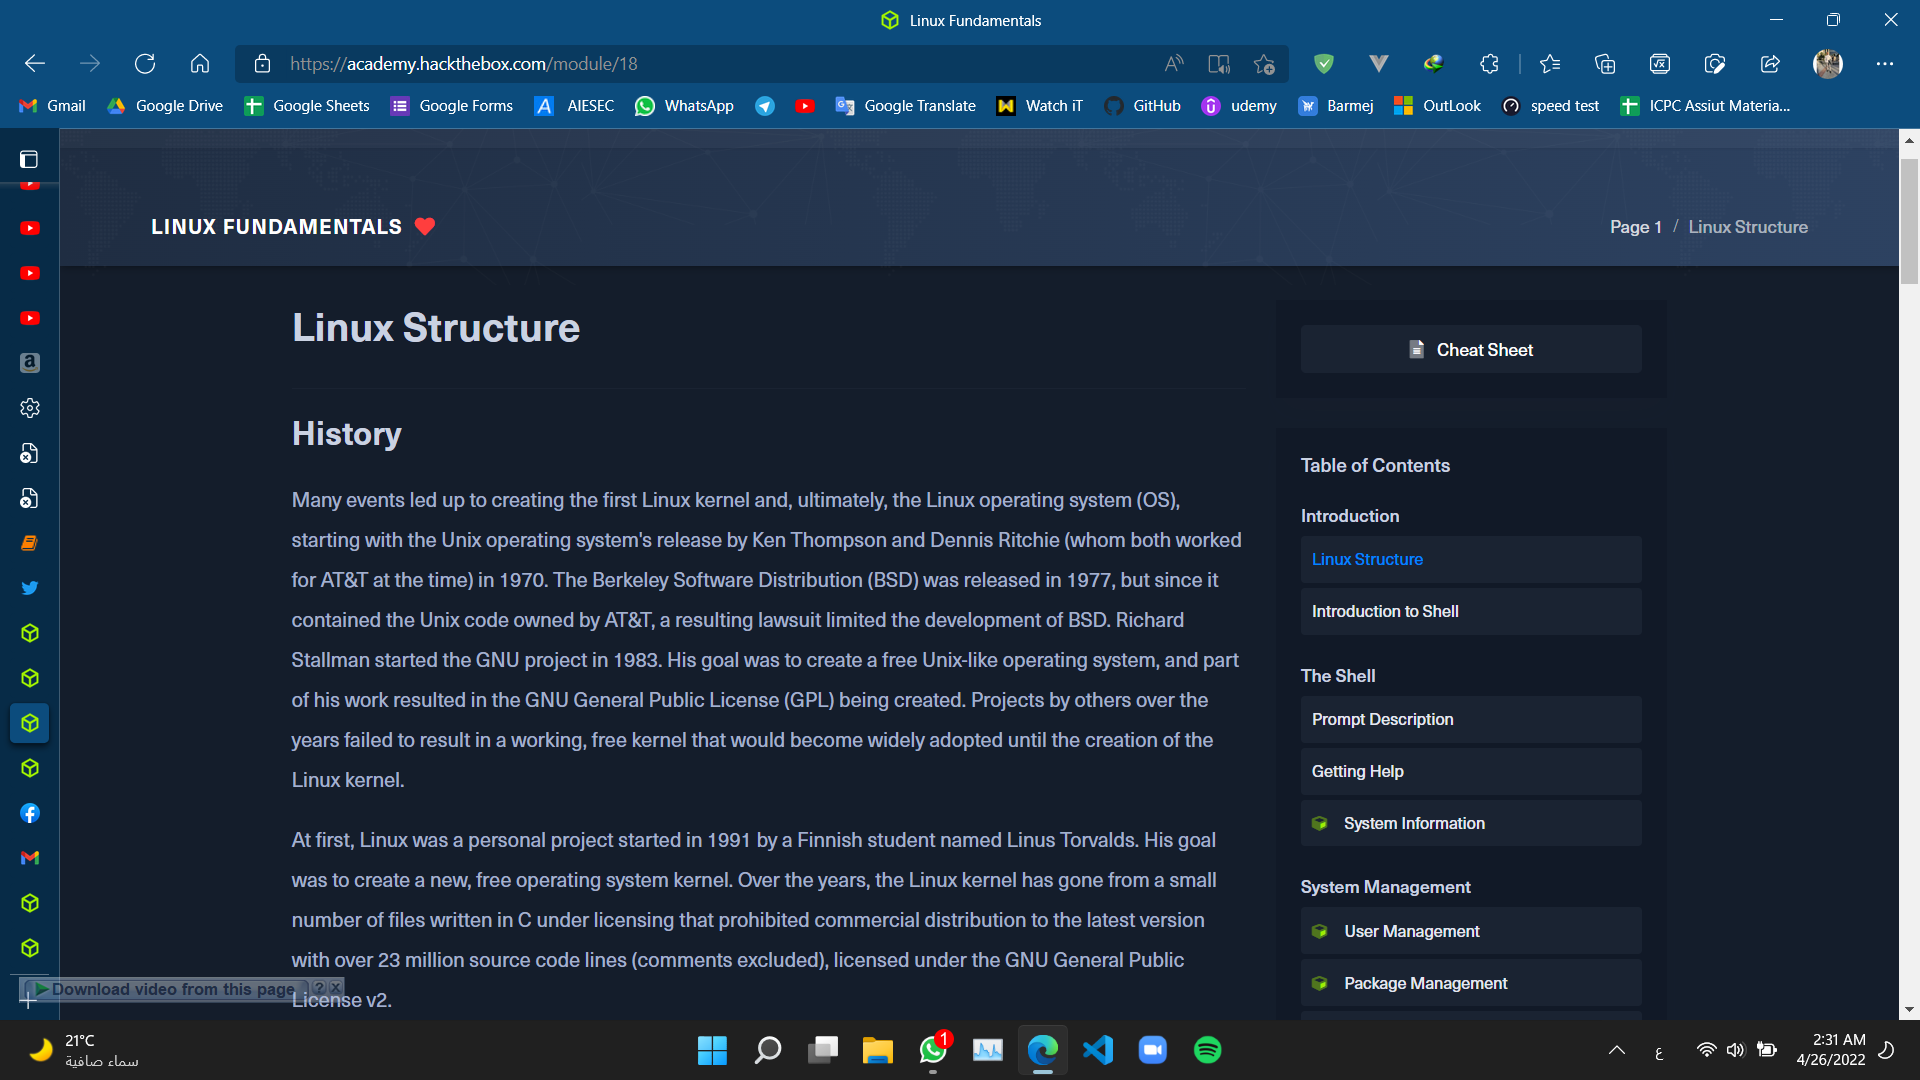 Linux Fundamentals
https://academy.hackthebox.com/module/18
Gmail
Google Drive
Google Sheets
Google Forms
AIESEC
WhatsApp
Google Translate
Watch iT
GitHub
udemy
Barmej
OutLook
speed test
ICPC Assiut Materia...
LINUX FUNDAMENTALS
Page 1 / Linux Structure
Linux Structure
History
Many events led up to creating the first Linux kernel and, ultimately, the Linux operating system (OS),
starting with the Unix operating system's release by Ken Thompson and Dennis Ritchie (whom both worked
for AT&T at the time) in 1970. The Berkeley Software Distribution (BSD) was released in 1977, but since it
contained the Unix code owned by AT&T, a resulting lawsuit limited the development of BSD. Richard
Stallman started the GNU project in 1983. His goal was to create a free Unix-like operating system, and part
of his work resulted in the GNU General Public License (GPL) being created. Projects by others over the
years failed to result in a working, free kernel that would become widely adopted until the creation of the
Linux kernel.
At first, Linux was a personal project started in 1991 by a Finnish student named Linus Torvalds. His goal
was to create a new, free operating system kernel. Over the years, the Linux kernel has gone from a small
number of files written in C under licensing that prohibited commercial distribution to the latest version
with over 23 million source code lines (comments excluded), licensed under the GNU General Public
License v2.
Cheat Sheet
Table of Contents
Introduction
Linux Structure
Introduction to Shell
The Shell
Prompt Description
Getting Help
System Information
System Management
User Management
Package Management
Download video from this page ? x
21°C
سماء صافية
1
ع
2:31 AM
4/26/2022